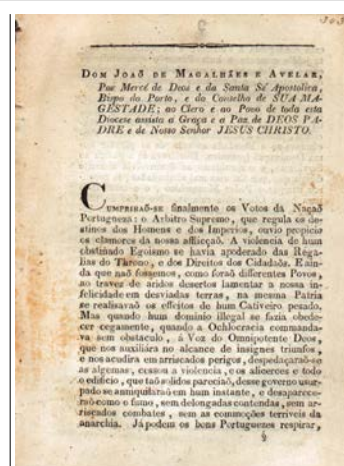 303
DOM JOAÕ DE MAGALHÃES E AVELAR,
Por Mercê de Deos e da Santa Sé Apostolica,
Bispo do Porto, e do Conselho de SUA MA-
GESTADE; ao Clero e ao Povo de toda esta
Diocese assista a Graça e a Paz de DEOS PA-
DRE e de Nosso Senhor JESUS CHRISTO.
CUMPRIRAÕ-SE finalmente os Votos da Naçaõ
Portugueza: o Arbitro Supremo, que regula os de-
stinos dos Homens e dos Imperios, ouvio propicio
os clamores da nossa afflicçaõ. A violencia de hum
obstinado Egoismo se havia apoderado das Rega-
lias do Throno, e dos Direitos dos Cidadãos. E ain-
da que naõ fossemos, como foraõ differentes Povos,
ao travez de aridos desertos lamentar a nossa in-
felicidade em desviadas terras, na mesma Patria
se realisavaõ os effeitos de hum Cativeiro pesado.
Mas quando hum dominio illegal se fazia obede-
cer cegamente, quando a Ochlocracia commanda-
va sem obstaculo, á Voz do Omnipotente Deos,
que nos auxiliára no alcance de insignes triunfos,
e nos acudíra em arriscados perigos, despedaçaraõ-se
as algemas, cessou a violencia, e os alicerces e todo
o edificio, que taõ solidos pareciaõ, desse governo usur-
pado se anniquilaraõ em hum instante, e desaparece-
raõ como o fumo, sem delongadas contendas, sem ar-
riscados combates, sem as commoções terriveis da
anarchia. Já podem os bons Portuguezes respirar,